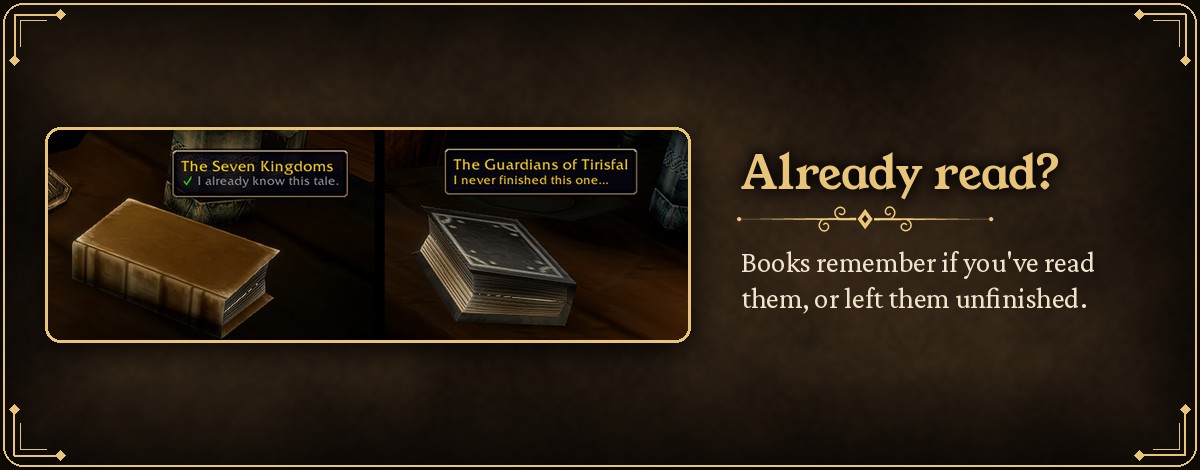 The Seven Kingdoms
✓ I already know this tale.
The Guardians of Tirisfal
I never finished this one...
Already read?
Books remember if you've read
them, or left them unfinished.